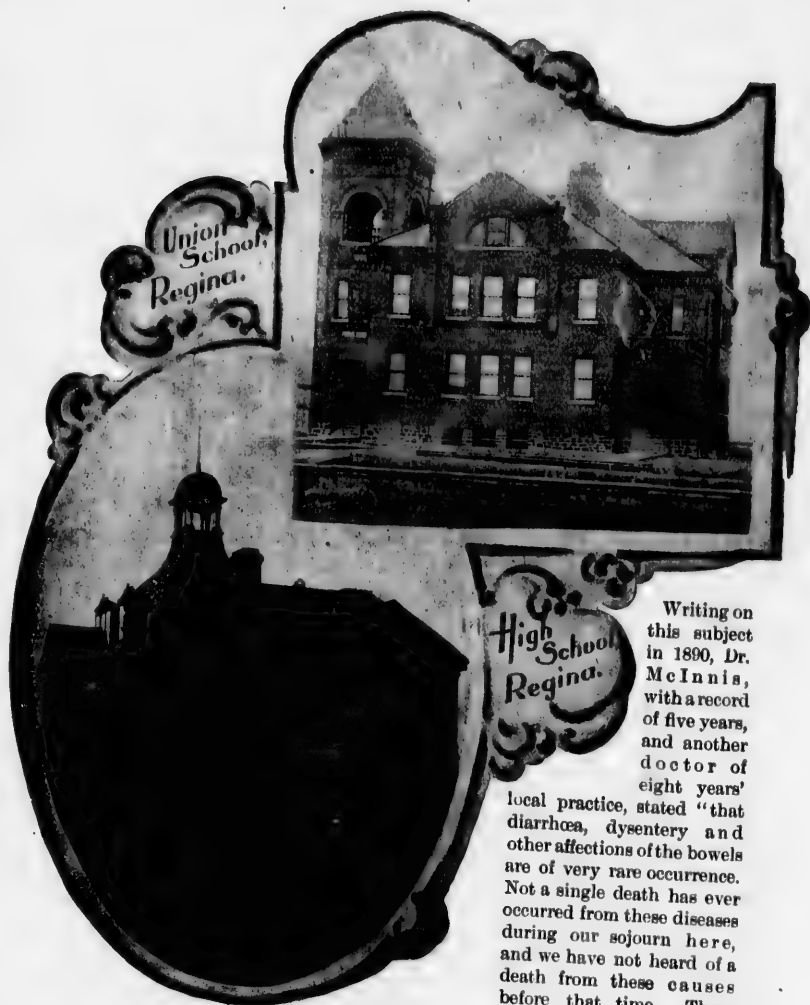 Union
School,
Regina.
High
School,
Regina.
Writing on
this subject
in 1890, Dr.
McInnis,
with a record
of five years,
and another
doctor of
eight years'
local practice, stated "that
diarrhœa, dysentery and
other affections of the bowels
are of very rare occurrence.
Not a single death has ever
occurred from these diseases
during our sojourn here,
and we have not heard of a
death from these causes
before that time.